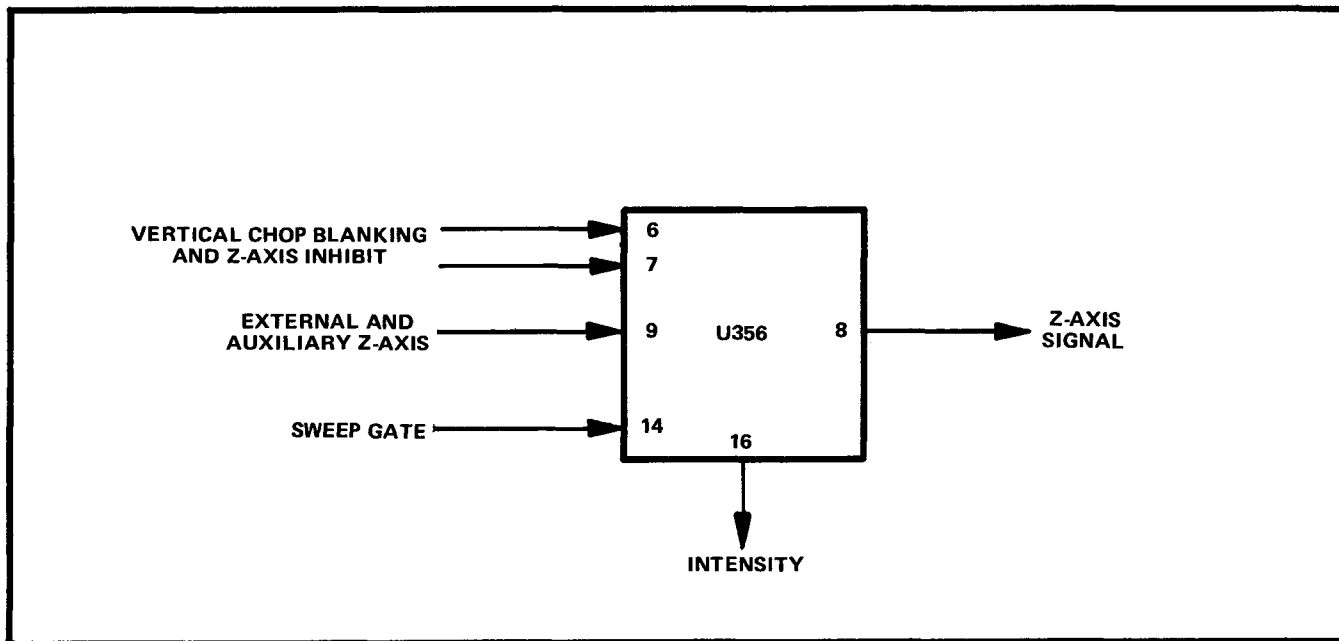 VERTICAL CHOP BLANKING
AND Z-AXIS INHIBIT
6
7
EXTERNAL AND
AUXILIARY Z-AXIS
9
U356
8
Z-AXIS
SIGNAL
SWEEP GATE
14
16
INTENSITY